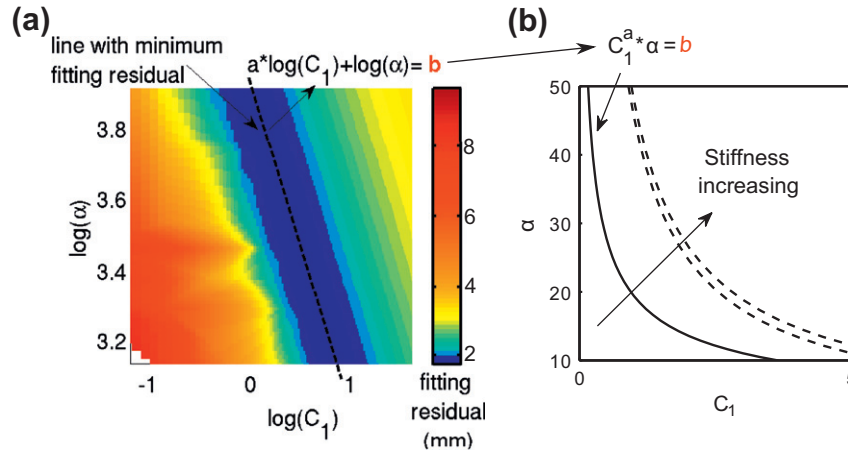 (a)
line with minimum
fitting residual
a*log(C₁)+log(α)= b
3.8
3.6
3.4
3.2
log(α)
-1 0 1
log(C₁)
8
6
4
2
fitting
residual
(mm)
(b)
C₁ᵃ*α = b
50
40
30
20
10
α
Stiffness
increasing
0 5
C₁